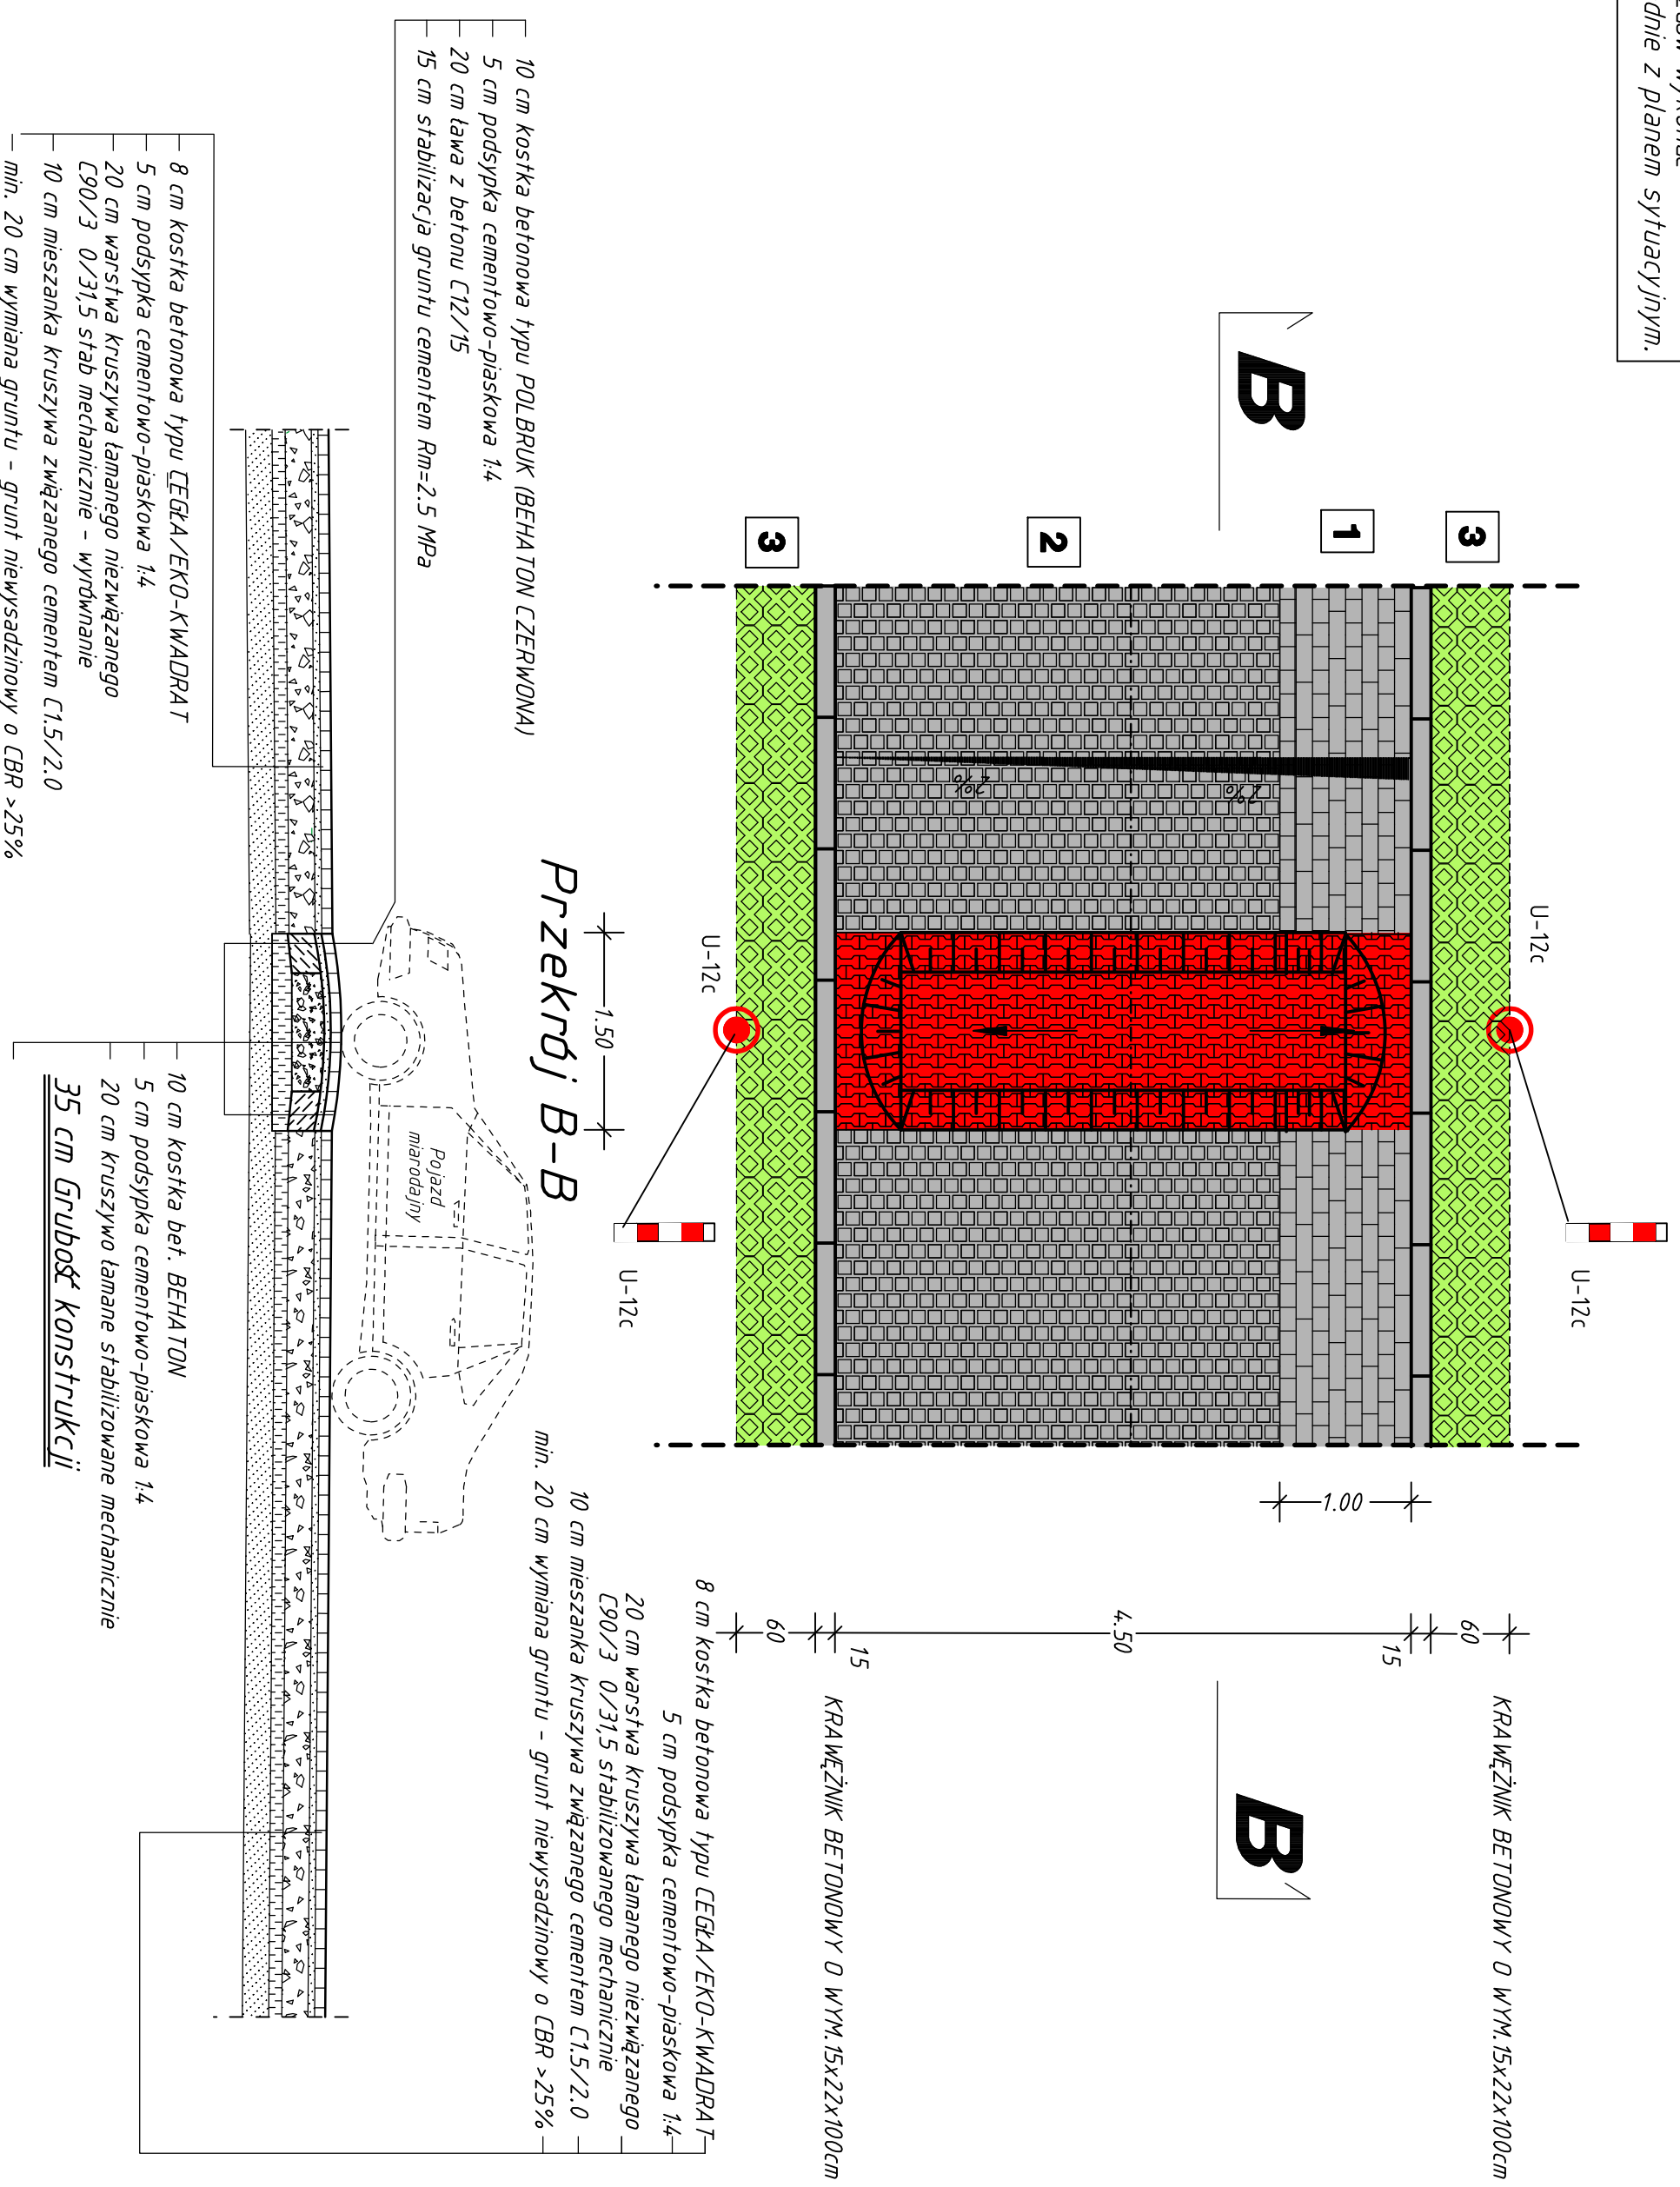 dnie z planem sytuacyjnym.
B
B
3
1
2
3
U-12c
U-12c
U-12c
U-12c
2%
2%
1.00
60
15
4.50
15
60
KRAWĘŻNIK BETONOWY O WYM.15x22x100cm
KRAWĘŻNIK BETONOWY O WYM.15x22x100cm
1.50
Przekrój B-B
10 cm kostka betonowa typu POLBRUK (BEHATON CZERWONA)
5 cm podsypka cementowo-piaskowa 1:4
20 cm ława z betonu C12/15
15 cm stabilizacja gruntu cementem Rm=2.5 MPa
Pojazd
marodajny
8 cm kostka betonowa typu CEGŁA/EKO-KWADRAT
5 cm podsypka cementowo-piaskowa 1:4
20 cm warstwa kruszywa łamanego niezwiązanego
C90/3 0/31,5 stabilizowanego mechanicznie
10 cm mieszanka kruszywa związanego cementem C1.5/2.0
min. 20 cm wymiana gruntu - grunt niewysadzinowy o CBR >25%
8 cm kostka betonowa typu CEGŁA/EKO-KWADRAT
5 cm podsypka cementowo-piaskowa 1:4
20 cm warstwa kruszywa łamanego niezwiązanego
C90/3 0/31,5 stab mechanicznie - wyrównanie
10 cm mieszanka kruszywa związanego cementem C1.5/2.0
min. 20 cm wymiana gruntu - grunt niewysadzinowy o CBR >25%
10 cm kostka bet. BEHATON
5 cm podsypka cementowo-piaskowa 1:4
20 cm kruszywo łamane stabilizowane mechanicznie
35 cm Grubość konstrukcji